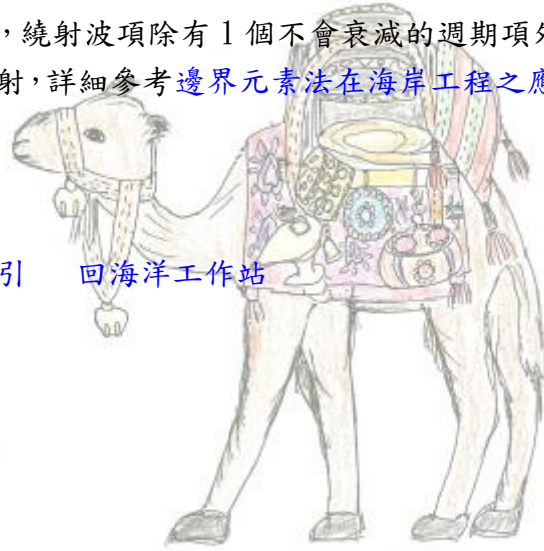 ，繞射波項除有 1 個不會衰減的週期項外
射，詳細參考邊界元素法在海岸工程之應
引 回海洋工作站